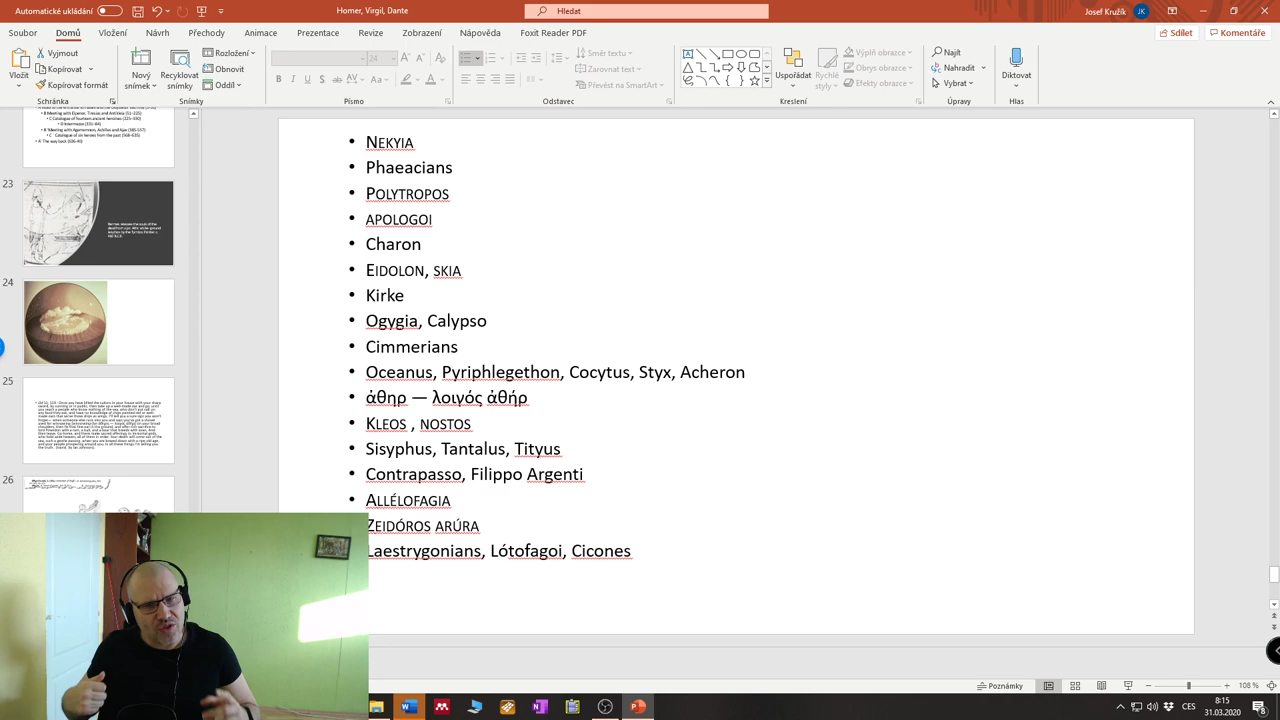 Automatické ukládání
Homer, Vigil, Dante
Hledat
Josef Kružík
JK
Soubor Domů Vložení Návrh Přechody Animace Prezentace Revize Zobrazení Nápověda Foxit Reader PDF
Sdílet Komentáře
Vložit
Vyjmout
Kopírovat
Kopírovat formát
Schránka
Nový snímek
Recyklovat snímky
Rozložení
Obnovit
Oddíl
Snímky
24
Písmo
Směr textu
Zarovnat text
Převést na SmartArt
Odstavec
Uspořádat
Rychlé styly
Výplň obrazce
Obrys obrazce
Efekty obrazce
Kreslení
Najít
Nahradit
Vybrat
Úpravy
Diktovat
Hlas
23
24
25
26
• NEKYIA
• Phaeacians
• POLYTROPOS
• APOLOGOI
• Charon
• EIDOLON, SKIA
• Kirke
• Ogygia, Calypso
• Cimmerians
• Oceanus, Pyriphlegethon, Cocytus, Styx, Acheron
• ἀθηρ — λοιγός ἀθήρ
• KLEOS , NOSTOS
• Sisyphus, Tantalus, Tityus
• Contrapasso, Filippo Argenti
• ALLÉLOFAGIA
ZEIDÓROS ARÚRA
Laestrygonians, Lótofagoi, Cicones
Poznámky
108 %
CS
8:15
31.03.2020